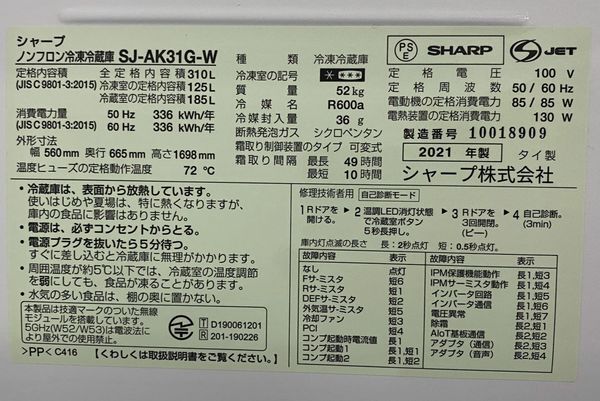 シャープ
ノンフロン冷凍冷蔵庫 SJ-AK31G-W
定格内容積 全定格内容積 310L
(JIS C 9801-3:2015) 冷凍室の定格内容積 125L
冷蔵室の定格内容積 185L
消費電力量 50 Hz 336 kWh/年
(JIS C 9801-3:2015) 60 Hz 336 kWh/年
外形寸法
幅 560mm 奥行 665mm 高さ 1698mm
温度ヒューズの定格動作温度 72 ℃
種類 冷凍冷蔵庫
冷凍室の記号 * ***
質量 52kg
冷媒名 R600a
冷媒封入量 36 g
断熱発泡ガス シクロペンタン
霜取り制御装置のタイプ 可変式
霜取り間隔 最長 49時間
最短 10時間
PS E SHARP S JET
定格電圧 100 V
定格周波数 50/60 Hz
電動機の定格消費電力 85/85 W
電熱装置の定格消費電力 130 W
製造番号 10018909
2021 年製 タイ製
シャープ株式会社
・冷蔵庫は、表面から放熱しています。
使いはじめや夏場は、特に熱くなりますが、
庫内の食品に影響はありません。
・電源は、必ずコンセントからとる。
・電源プラグを抜いたら5分待つ。
すぐに差し込むと冷蔵庫に無理がかかります。
・周囲温度が約5℃以下では、冷蔵室の温度調節
を弱にしても、食品が凍ることがあります。
・水気の多い食品は、棚の奥に置かない。
本製品は技適マークのついた無線
モジュールを搭載しています。
5GHz(W52/W53)は電波法に
より屋外での使用禁止。
T D190061201
R 201-190226
>PP< C416 【くわしくは取扱説明書をご覧ください。】
修理技術者用 自己診断モード
1 Rドアを開ける。
2 温調LED消灯状態で冷蔵室ボタン5秒長押し。
3 Rドアを3回開閉。(ピー)
4 自己診断。(3min)
庫内灯点滅の長さ 長:2秒点灯 短:0.5秒点灯。
故障内容 表示
なし 点灯
Fサーミスタ 短6
Rサーミスタ 短1
DEFサーミスタ 短2
外気温サーミスタ 短5
冷却ファン 短3
PCI 短4
コンプ起動時電流値 長1
コンプ起動1 長1,短1
コンプ起動2 長1,短2
故障内容 表示
IPM保護機能動作 長1,短3
IPMサーミスタ動作 長1,短4
インバータ回路 長1,短5
インバータ通信 長1,短6
電圧異常 長1,短7
除霜 長2,短1
AIoT基板通信 長2,短2
アダプタ(通信) 長2,短3
アダプタ(音声) 長2,短4